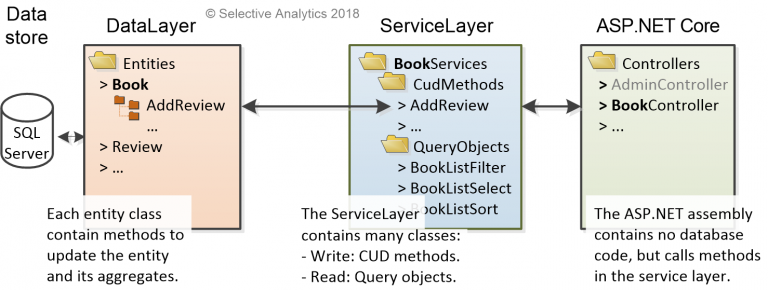 Data
store
DataLayer
© Selective Analytics 2018
ServiceLayer
ASP.NET Core
SQL
Server
Entities
> Book
AddReview
...
> Review
> ...
BookServices
CudMethods
> AddReview
> ...
QueryObjects
> BookListFilter
> BookListSelect
> BookListSort
Controllers
> AdminController
> BookController
> ...
Each entity class
contain methods to
update the entity
and its aggregates.
The ServiceLayer
contains many classes:
- Write: CUD methods.
- Read: Query objects.
The ASP.NET assembly
contains no database
code, but calls methods
in the service layer.